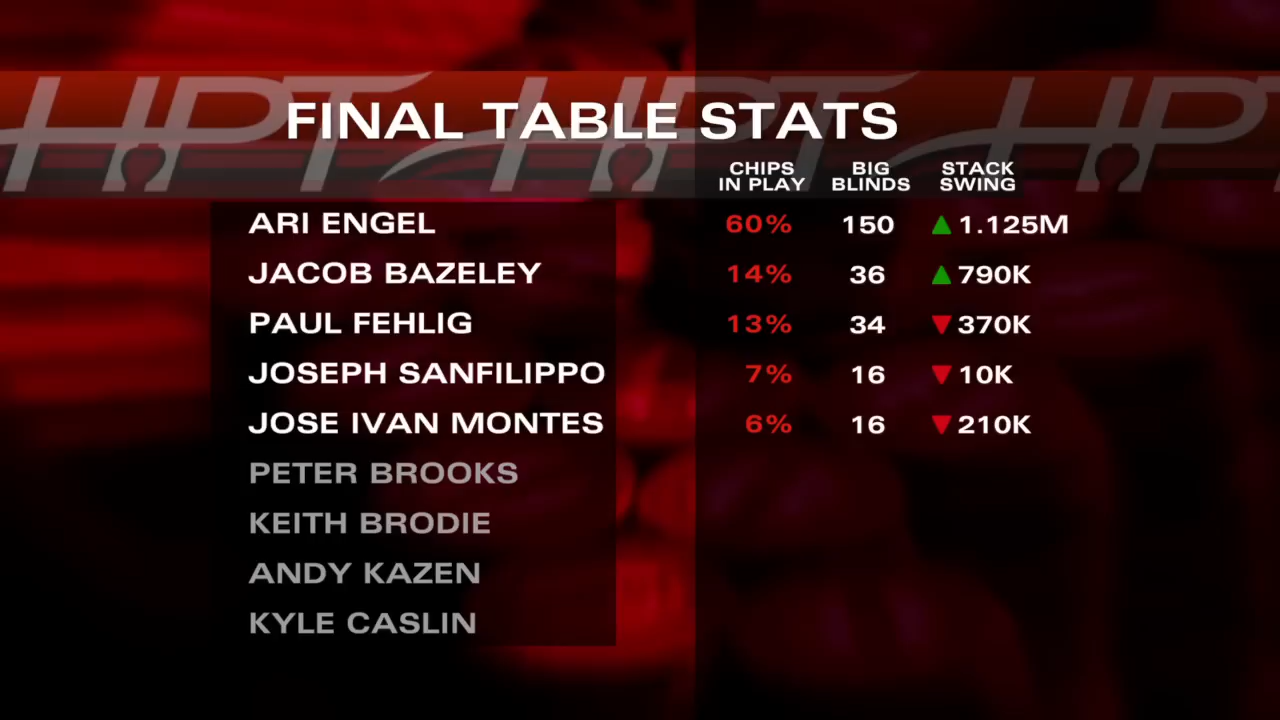 HPT HPT HPT
FINAL TABLE STATS
CHIPS IN PLAY BIG BLINDS STACK SWING
ARI ENGEL 60% 150 ▲ 1.125M
JACOB BAZELEY 14% 36 ▲ 790K
PAUL FEHLIG 13% 34 ▼ 370K
JOSEPH SANFILIPPO 7% 16 ▼ 10K
JOSE IVAN MONTES 6% 16 ▼ 210K
PETER BROOKS
KEITH BRODIE
ANDY KAZEN
KYLE CASLIN